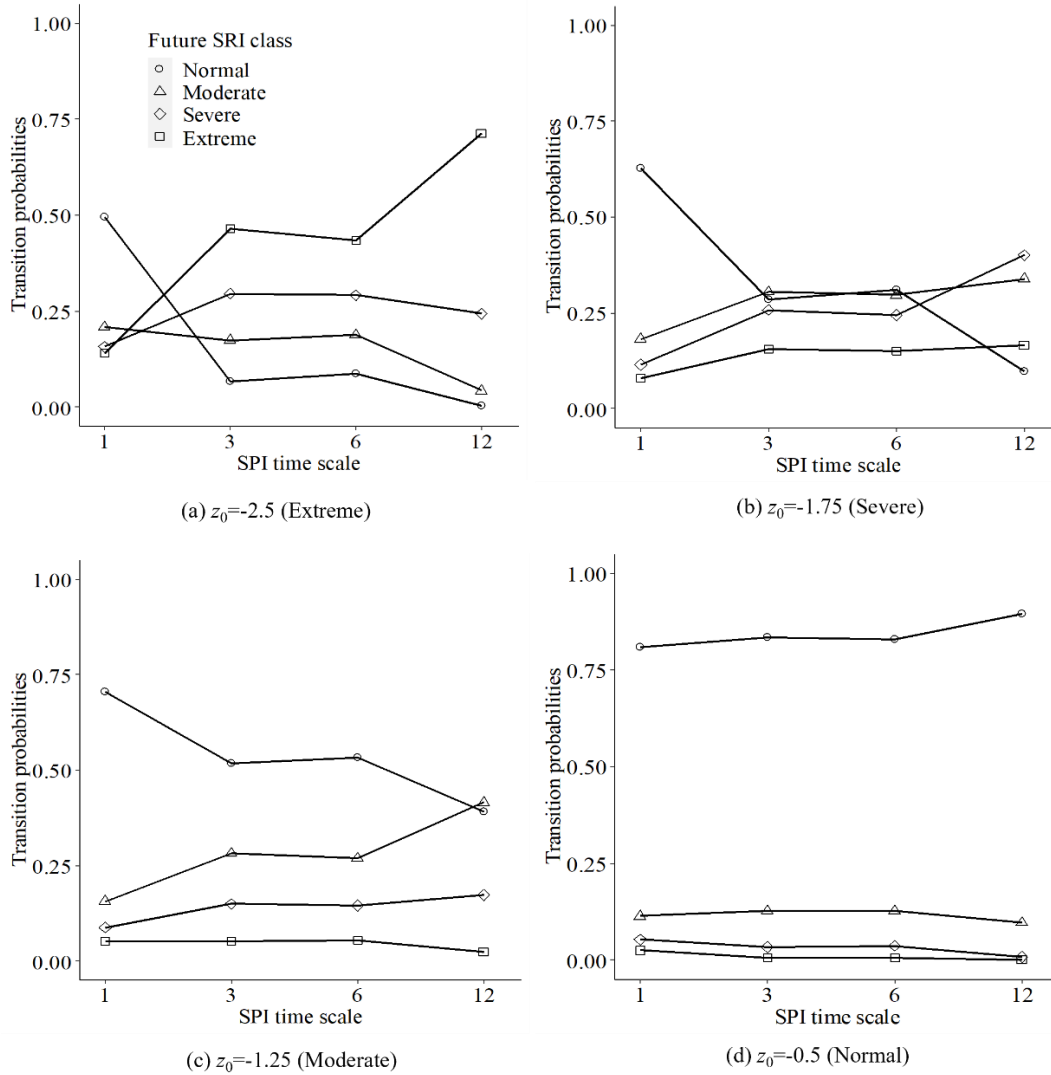 1.00
0.75
0.50
0.25
0.00
Transition probabilities
Future SRI class
Normal
Moderate
Severe
Extreme
1 3 6 12
SPI time scale
(a) z0=-2.5 (Extreme)
1.00
0.75
0.50
0.25
0.00
Transition probabilities
1 3 6 12
SPI time scale
(b) z0=-1.75 (Severe)
1.00
0.75
0.50
0.25
0.00
Transition probabilities
1 3 6 12
SPI time scale
(c) z0=-1.25 (Moderate)
1.00
0.75
0.50
0.25
0.00
Transition probabilities
1 3 6 12
SPI time scale
(d) z0=-0.5 (Normal)